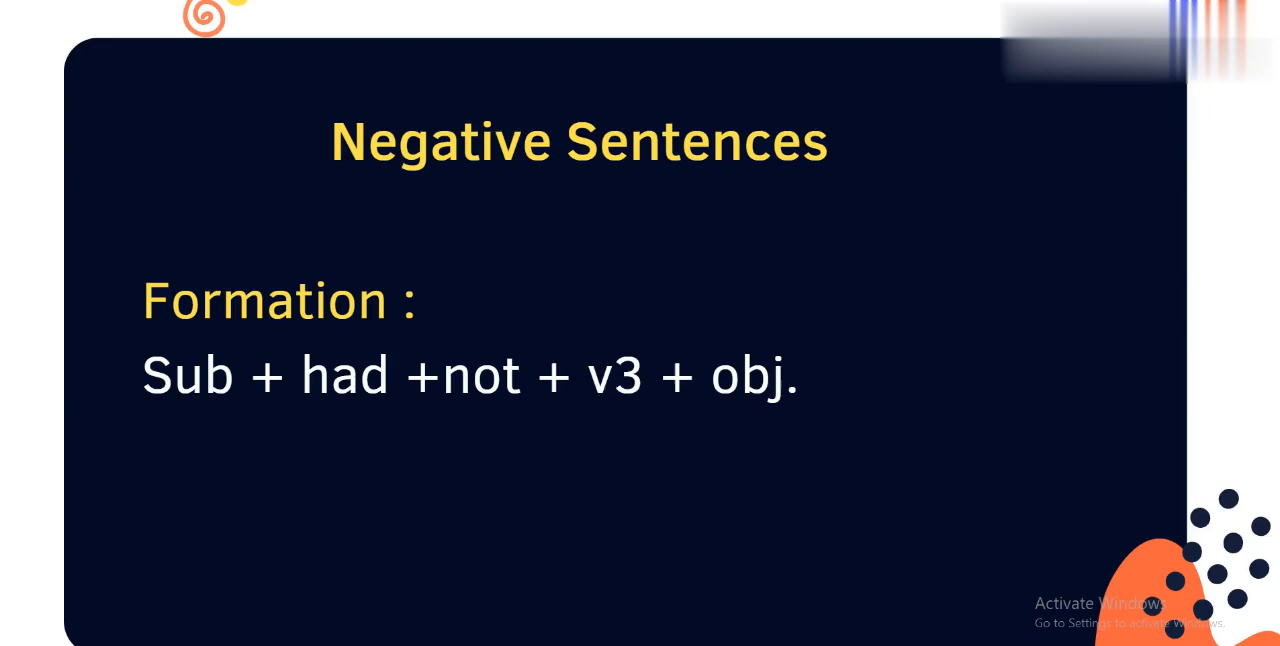 Negative Sentences
Formation :
Sub + had +not + v3 + obj.
Activate Windows
Go to Settings to activate Windows.